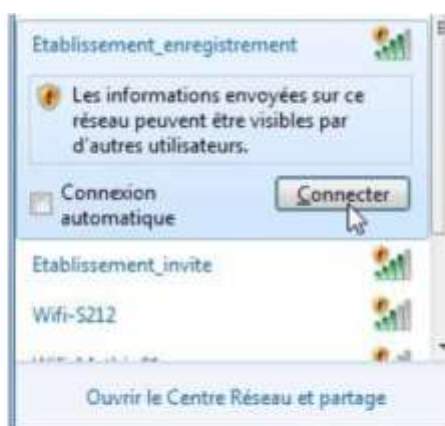 Etablissement_enregistrement
Les informations envoyées sur ce
réseau peuvent être visibles par
d'autres utilisateurs.
Connexion
automatique
Connecter
Etablissement_invite
Wifi-S212
Ouvrir le Centre Réseau et partage